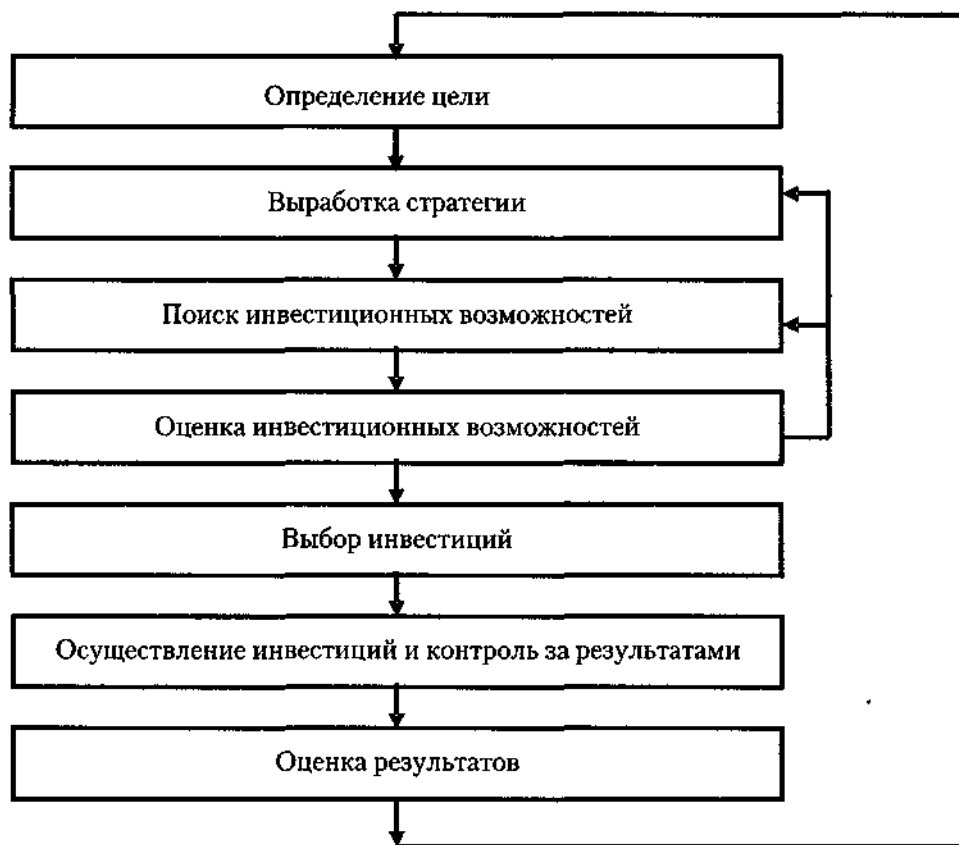 Определение цели
Выработка стратегии
Поиск инвестиционных возможностей
Оценка инвестиционных возможностей
Выбор инвестиций
Осуществление инвестиций и контроль за результатами
Оценка результатов